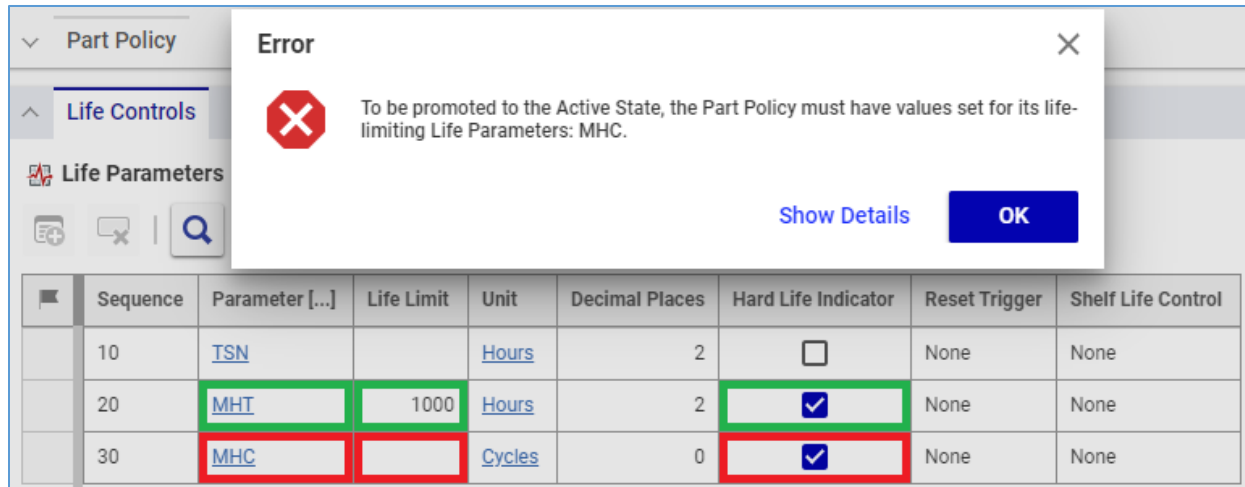 Part Policy
Error
To be promoted to the Active State, the Part Policy must have values set for its life-
limiting Life Parameters: MHC.
Show Details
OK
Life Controls
Life Parameters
Sequence Parameter [...] Life Limit Unit Decimal Places Hard Life Indicator Reset Trigger Shelf Life Control
10 TSN Hours 2 None None
20 MHT 1000 Hours 2 None None
30 MHC Cycles 0 None None